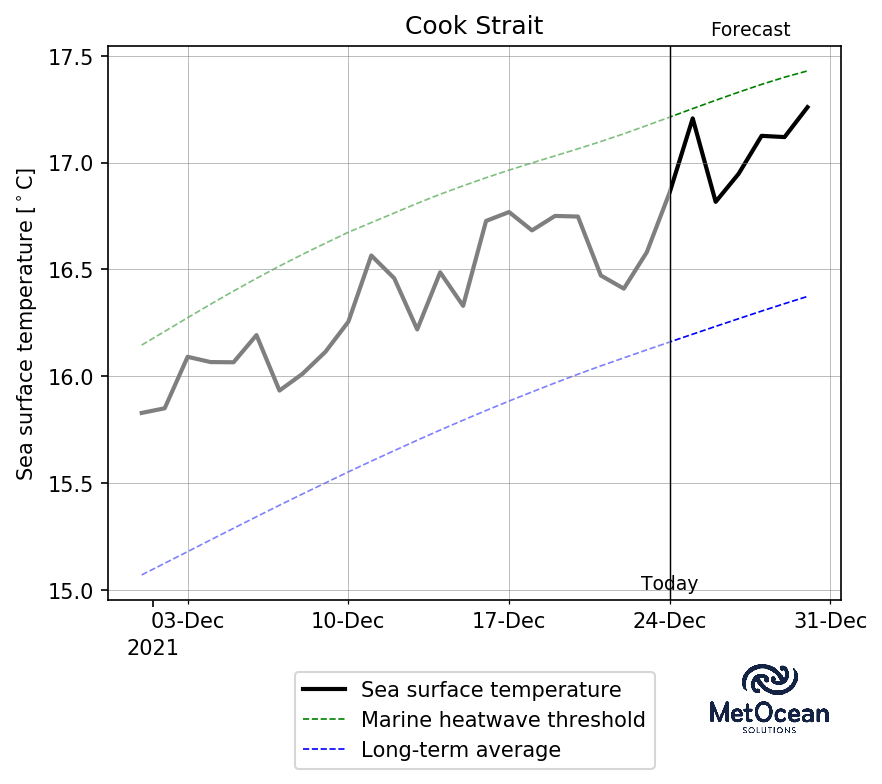 Cook Strait
Forecast
Sea surface temperature [°C]
17.5
17.0
16.5
16.0
15.5
15.0
Today
03-Dec 10-Dec 17-Dec 24-Dec 31-Dec
2021
Sea surface temperature
Marine heatwave threshold
Long-term average
MetOcean
SOLUTIONS